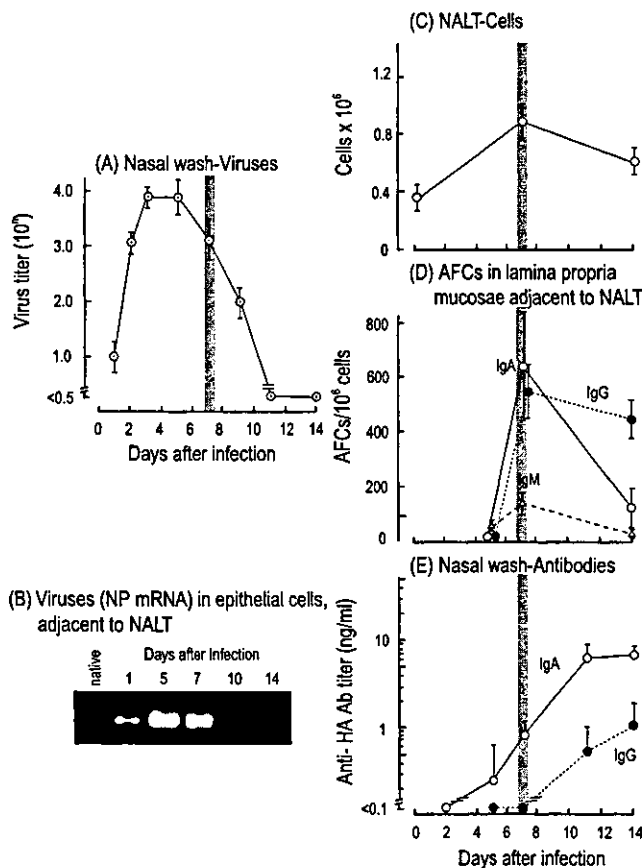 (A) Nasal wash-Viruses
Virus titer (10ⁿ)
4.0
3.0
2.0
1.0
<0.5
0 2 4 6 8 10 12 14
Days after infection
(B) Viruses (NP mRNA) in epithelial cells,
adjacent to NALT
native
Days after Infection
1 5 7 10 14
(C) NALT-Cells
Cells x 10⁶
1.2
0.8
0.4
0
(D) AFCs in lamina propria
mucosae adjacent to NALT
AFCs/10⁶ cells
800
600
400
200
0
IgA
IgG
IgM
(E) Nasal wash-Antibodies
Anti- HA Ab titer (ng/ml)
10
1
<0.1
IgA
IgG
0 2 4 6 8 10 12 14
Days after infection